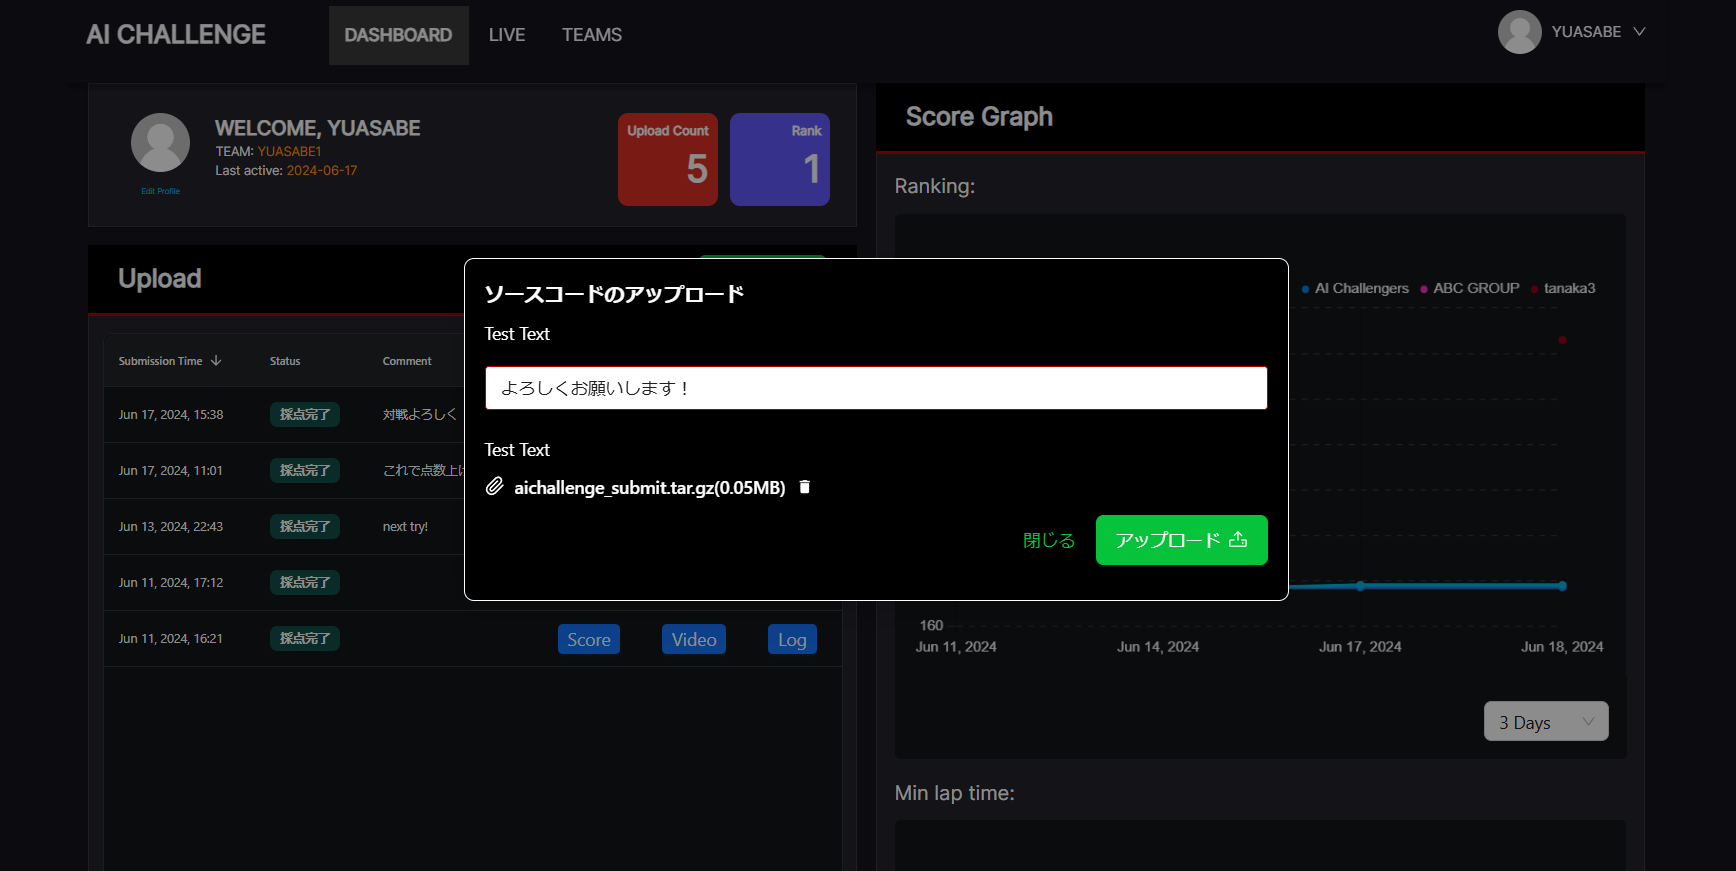 AI CHALLENGE
DASHBOARD LIVE TEAMS
YUASABE
WELCOME, YUASABE
TEAM: YUASABE1
Last active: 2024-06-17
Edit Profile
Upload Count
5
Rank
1
Upload
Submission Time Status Comment
Jun 17, 2024, 15:38 採点完了 対戦よろしく
Jun 17, 2024, 11:01 採点完了 これで点数上
Jun 13, 2024, 22:43 採点完了 next try!
Jun 11, 2024, 17:12 採点完了
Jun 11, 2024, 16:21 採点完了 Score Video Log
ソースコードのアップロード
Test Text
よろしくお願いします！
Test Text
aichallenge_submit.tar.gz(0.05MB)
閉じる アップロード
Score Graph
Ranking:
AI Challengers ABC GROUP tanaka3
160
Jun 11, 2024 Jun 14, 2024 Jun 17, 2024 Jun 18, 2024
3 Days
Min lap time: